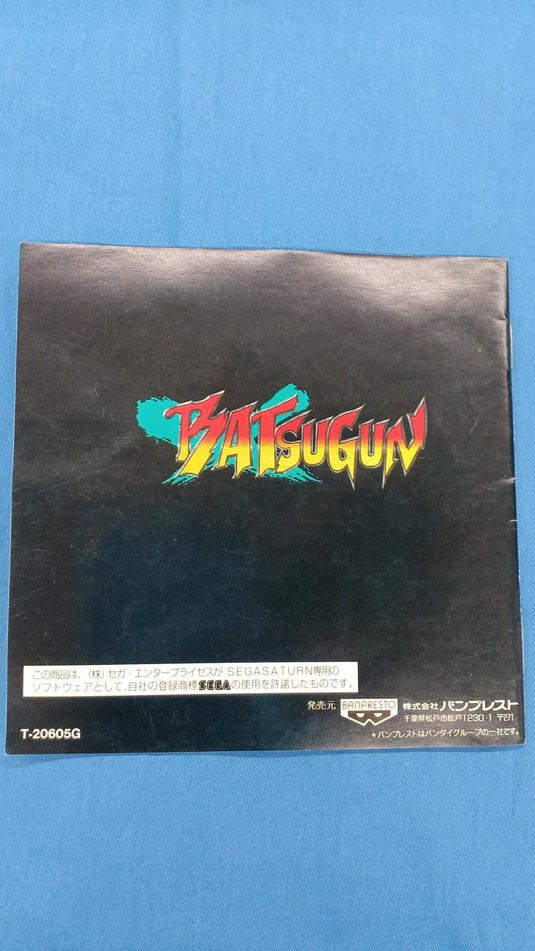 BATSUGUN
この商品は、(株)セガ・エンタープライゼスが SEGASATURN専用の
ソフトウェアとして、自社の登録商標SEGAの使用を許諾したものです。
発売元 BANPRESTO 株式会社 バンプレスト
千葉県松戸市松戸1230-1 〒271
*バンプレストはバンダイグループの一社です。
T-20605G